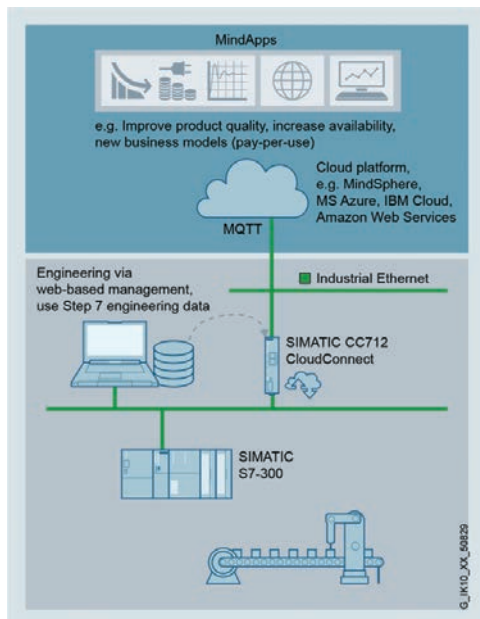 MindApps
e.g. Improve product quality, increase availability,
new business models (pay-per-use)
Cloud platform,
e.g. MindSphere,
MS Azure, IBM Cloud,
Amazon Web Services
MQTT
Engineering via
web-based management,
use Step 7 engineering data
Industrial Ethernet
SIMATIC CC712
CloudConnect
SIMATIC
S7-300
G_IK10_XX_50829